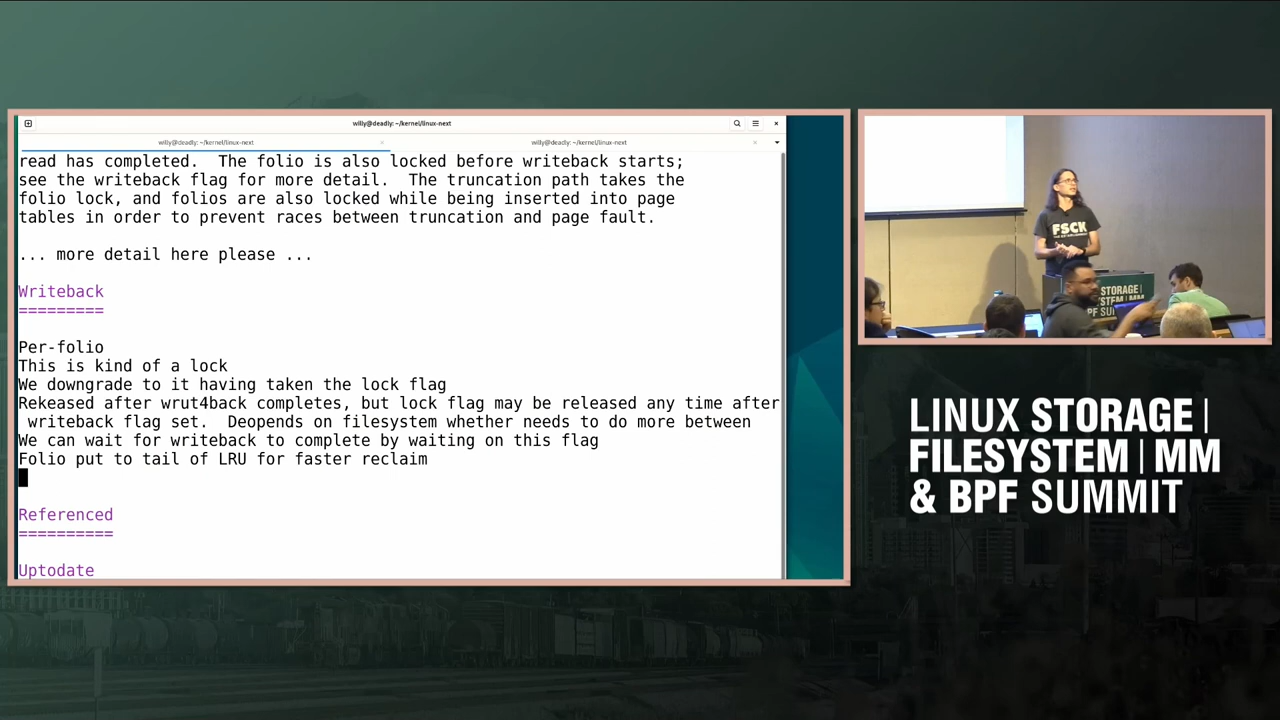 willy@deadly: ~/kernel/linux-next
willy@deadly: ~/kernel/linux-next
willy@deadly: ~/kernel/linux-next
read has completed.  The folio is also locked before writeback starts;
see the writeback flag for more detail.  The truncation path takes the
folio lock, and folios are also locked while being inserted into page
tables in order to prevent races between truncation and page fault.
... more detail here please ...
Writeback
=========
Per-folio
This is kind of a lock
We downgrade to it having taken the lock flag
Rekeased after wrut4back completes, but lock flag may be released any time after
writeback flag set.  Deopends on filesystem whether needs to do more between
We can wait for writeback to complete by waiting on this flag
Folio put to tail of LRU for faster reclaim
Referenced
==========
Uptodate
FSCK
STORAGE|
YSTEM|MM
PF SUM
LINUX STORAGE|
FILESYSTEM|MM
& BPF SUMMIT